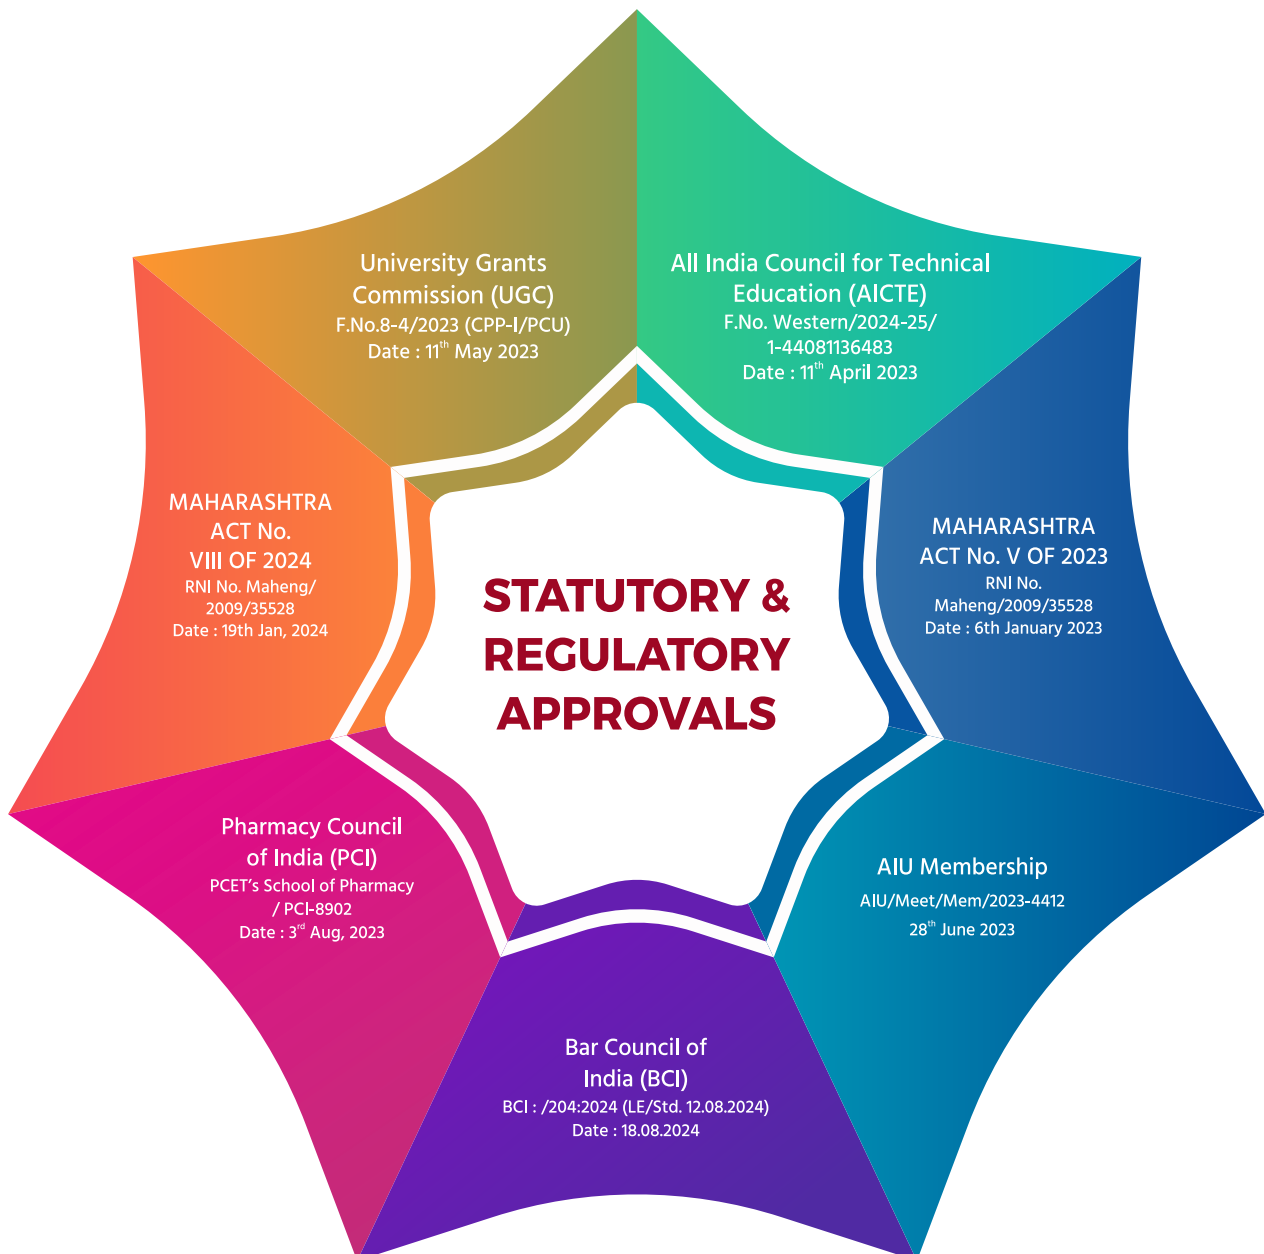 University Grants
Commission (UGC)
F.No.8-4/2023 (CPP-I/PCU)
Date : 11th May 2023
All India Council for Technical
Education (AICTE)
F.No. Western/2024-25/
1-44081136483
Date : 11th April 2023
MAHARASHTRA
ACT No.
VIII OF 2024
RNI No. Maheng/
2009/35528
Date : 19th Jan, 2024
STATUTORY &
REGULATORY
APPROVALS
MAHARASHTRA
ACT No. V OF 2023
RNI No.
Maheng/2009/35528
Date : 6th January 2023
Pharmacy Council
of India (PCI)
PCET's School of Pharmacy
/ PCI-8902
Date : 3rd Aug, 2023
AIU Membership
AIU/Meet/Mem/2023-4412
28th June 2023
Bar Council of
India (BCI)
BCI : /204:2024 (LE/Std. 12.08.2024)
Date : 18.08.2024